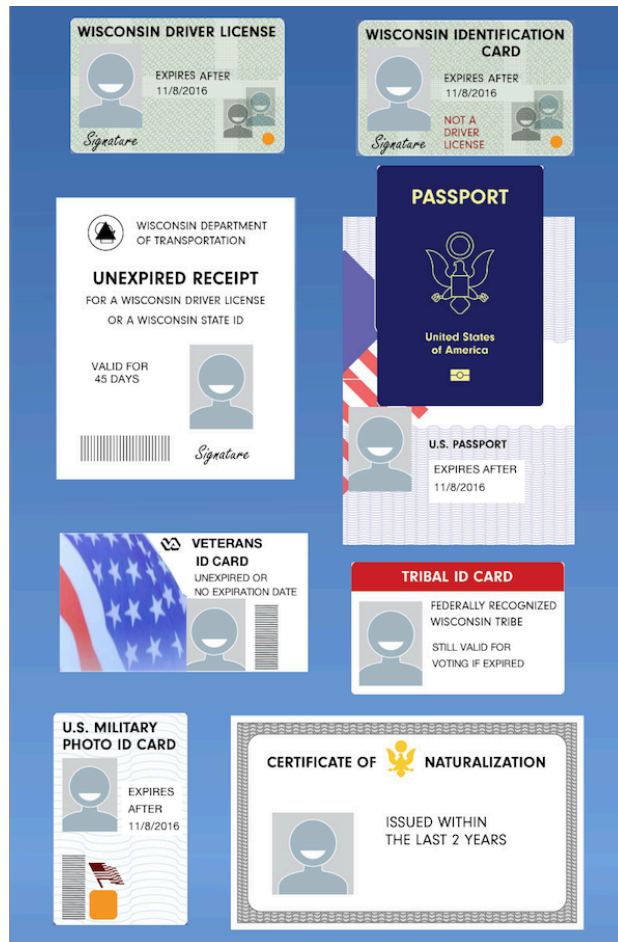 WISCONSIN DRIVER LICENSE
EXPIRES AFTER
11/8/2016
Signature
WISCONSIN IDENTIFICATION
CARD
EXPIRES AFTER
11/8/2016
NOT A
DRIVER
LICENSE
Signature
WISCONSIN DEPARTMENT
OF TRANSPORTATION
UNEXPIRED RECEIPT
FOR A WISCONSIN DRIVER LICENSE
OR A WISCONSIN STATE ID
VALID FOR
45 DAYS
Signature
PASSPORT
United States
of America
U.S. PASSPORT
EXPIRES AFTER
11/8/2016
VA
VETERANS
ID CARD
UNEXPIRED OR
NO EXPIRATION DATE
TRIBAL ID CARD
FEDERALLY RECOGNIZED
WISCONSIN TRIBE
STILL VALID FOR
VOTING IF EXPIRED
U.S. MILITARY
PHOTO ID CARD
EXPIRES
AFTER
11/8/2016
CERTIFICATE OF NATURALIZATION
ISSUED WITHIN
THE LAST 2 YEARS